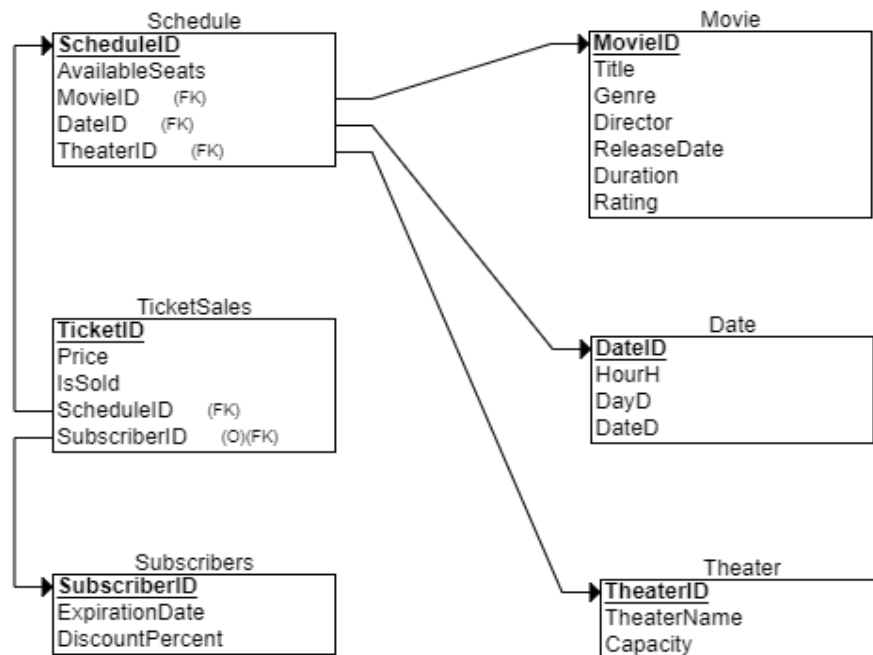 Schedule
ScheduleID
AvailableSeats
MovieID (FK)
DateID (FK)
TheaterID (FK)
Movie
MovieID
Title
Genre
Director
ReleaseDate
Duration
Rating
TicketSales
TicketID
Price
IsSold
ScheduleID (FK)
SubscriberID (O)(FK)
Date
DateID
HourH
DayD
DateD
Subscribers
SubscriberID
ExpirationDate
DiscountPercent
Theater
TheaterID
TheaterName
Capacity